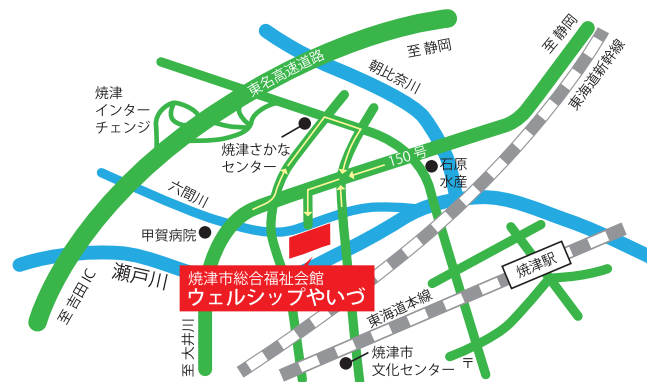 至 静岡
至 静岡
東名高速道路
朝比奈川
東海道新幹線
焼津
インター
チェンジ
焼津さかな
センター
150 号
石原
水産
六間川
甲賀病院
瀬戸川
至 吉田 IC
焼津市総合福祉会館
ウェルシップやいづ
焼津駅
東海道本線
至 大井川
焼津市
文化センター
〒